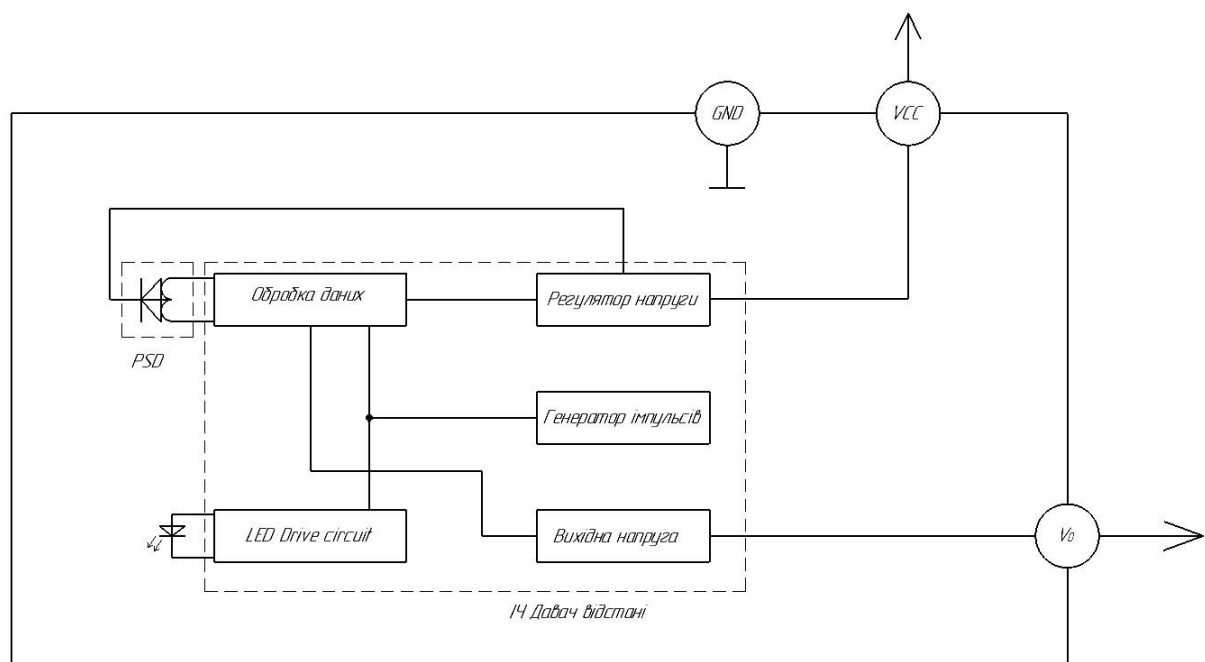 GND
VCC
Обробка даних
Регулятор напруги
PSD
Генератор імпульсів
LED Drive circuit
Вихідна напруга
V₀
ІЧ Давач відстані